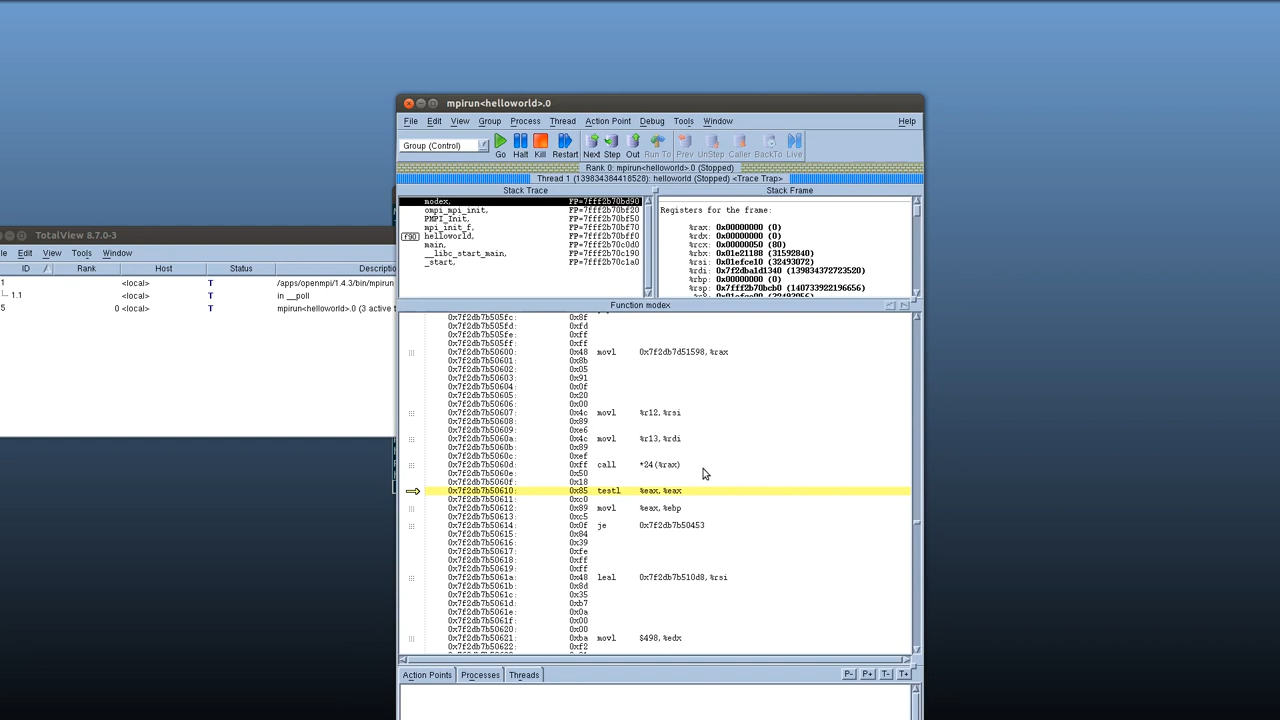 mpirun<helloworld>.0
File Edit View Group Process Thread Action Point Debug Tools Window Help
Group (Control)
Go Halt Kill Restart Next Step Out Run To Prev UnStep Caller BackTo Live
Rank 0: mpirun<helloworld>.0 (Stopped)
Thread 1 (139834384418528): helloworld (Stopped) <Trace Trap>
Stack Trace
modex, FP=7fff2b70bd90
ompi_mpi_init, FP=7fff2b70bf20
PMPI_Init, FP=7fff2b70bf50
mpi_init_f, FP=7fff2b70bf70
f90 helloworld, FP=7fff2b70bff0
main, FP=7fff2b70c0d0
__libc_start_main, FP=7fff2b70c190
_start, FP=7fff2b70c1a0
Stack Frame
Registers for the frame:
%rax: 0x00000000 (0)
%rdx: 0x00000000 (0)
%rcx: 0x00000050 (80)
%rbx: 0x01e21188 (31592840)
%rsi: 0x01efce10 (32493072)
%rdi: 0x7f2dba1d1340 (139834372723520)
%rbp: 0x00000000 (0)
%rsp: 0x7fff2b70bcb0 (140733922196656)
TotalView 8.7.0-3
le Edit View Tools Window
ID Rank Host Status Descriptio
1 <local> T /apps/openmpi/1.4.3/bin/mpirun
1.1 <local> T in __poll
5 0 <local> T mpirun<helloworld>.0 (3 active t
Function modex
0x7f2db7b505fc: 0x8f
0x7f2db7b505fd: 0xfd
0x7f2db7b505fe: 0xff
0x7f2db7b505ff: 0xff
0x7f2db7b50600: 0x48 movl 0x7f2db7d51598,%rax
0x7f2db7b50601: 0x8b
0x7f2db7b50602: 0x05
0x7f2db7b50603: 0x91
0x7f2db7b50604: 0x0f
0x7f2db7b50605: 0x20
0x7f2db7b50606: 0x00
0x7f2db7b50607: 0x4c movl %r12,%rsi
0x7f2db7b50608: 0x89
0x7f2db7b50609: 0xe6
0x7f2db7b5060a: 0x4c movl %r13,%rdi
0x7f2db7b5060b: 0x89
0x7f2db7b5060c: 0xef
0x7f2db7b5060d: 0xff call *24(%rax)
0x7f2db7b5060e: 0x50
0x7f2db7b5060f: 0x18
0x7f2db7b50610: 0x85 testl %eax,%eax
0x7f2db7b50611: 0xc0
0x7f2db7b50612: 0x89 movl %eax,%ebp
0x7f2db7b50613: 0xc5
0x7f2db7b50614: 0x0f je 0x7f2db7b50453
0x7f2db7b50615: 0x84
0x7f2db7b50616: 0x39
0x7f2db7b50617: 0xfe
0x7f2db7b50618: 0xff
0x7f2db7b50619: 0xff
0x7f2db7b5061a: 0x48 leal 0x7f2db7b510d8,%rsi
0x7f2db7b5061b: 0x8d
0x7f2db7b5061c: 0x35
0x7f2db7b5061d: 0xb7
0x7f2db7b5061e: 0x0a
0x7f2db7b5061f: 0x00
0x7f2db7b50620: 0x00
0x7f2db7b50621: 0xba movl $498,%edx
0x7f2db7b50622: 0xf2
Action Points Processes Threads P- P+ T- T+